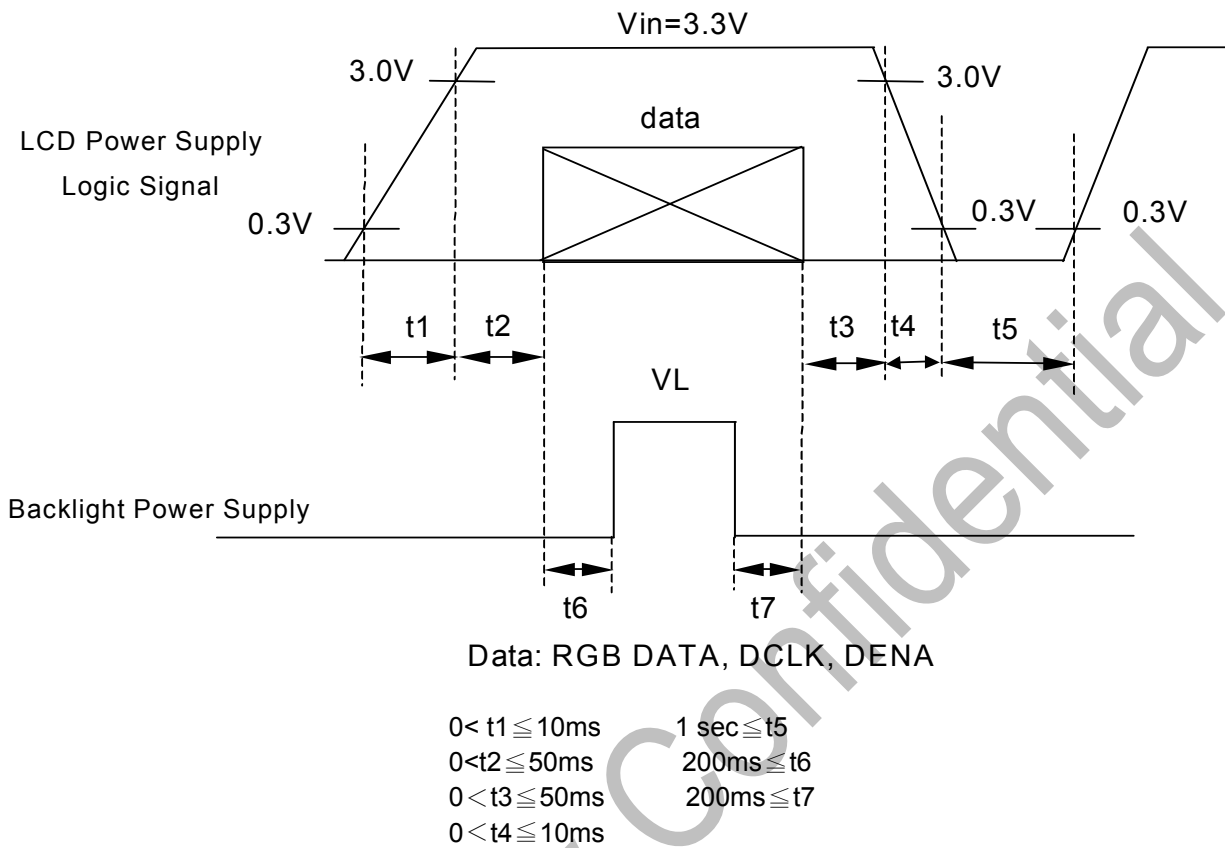 Vin=3.3V
3.0V
3.0V
data
LCD Power Supply
Logic Signal
0.3V
0.3V
0.3V
t1
t2
t3
t4
t5
VL
Backlight Power Supply
t6
t7
Data: RGB DATA, DCLK, DENA
0< t1≦10ms 1 sec≦t5
0<t2≦50ms 200ms≦t6
0＜t3≦50ms 200ms≦t7
0＜t4≦10ms
Confidential